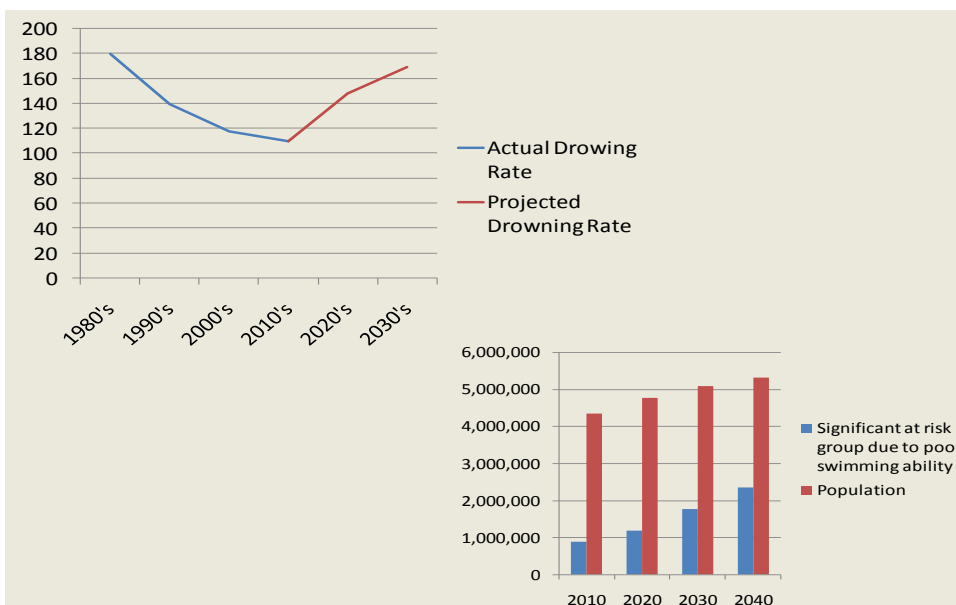 200
180
160
140
120
100
80
60
40
20
0
1980's
1990's
2000's
2010's
2020's
2030's
Actual Drowing
Rate
Projected
Drowning Rate
6,000,000
5,000,000
4,000,000
3,000,000
2,000,000
1,000,000
0
2010
2020
2030
2040
Significant at risk
group due to poo
swimming ability
Population